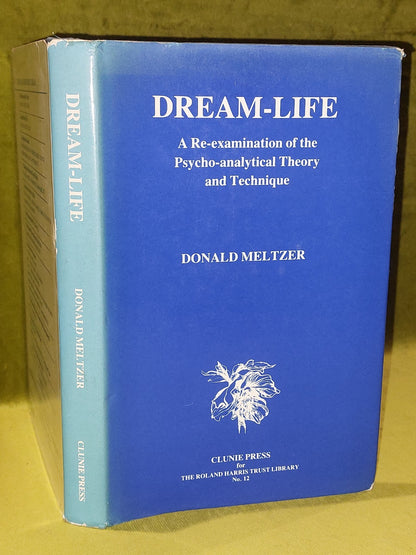 DREAM-LIFE
A Re-examination of the
Psycho-analytical Theory
and Technique
DONALD MELTZER
CLUNIE PRESS
for
THE ROLAND HARRIS TRUST LIBRARY
No. 12
DREAM-LIFE
DONALD MELTZER
CLUNIE PRESS